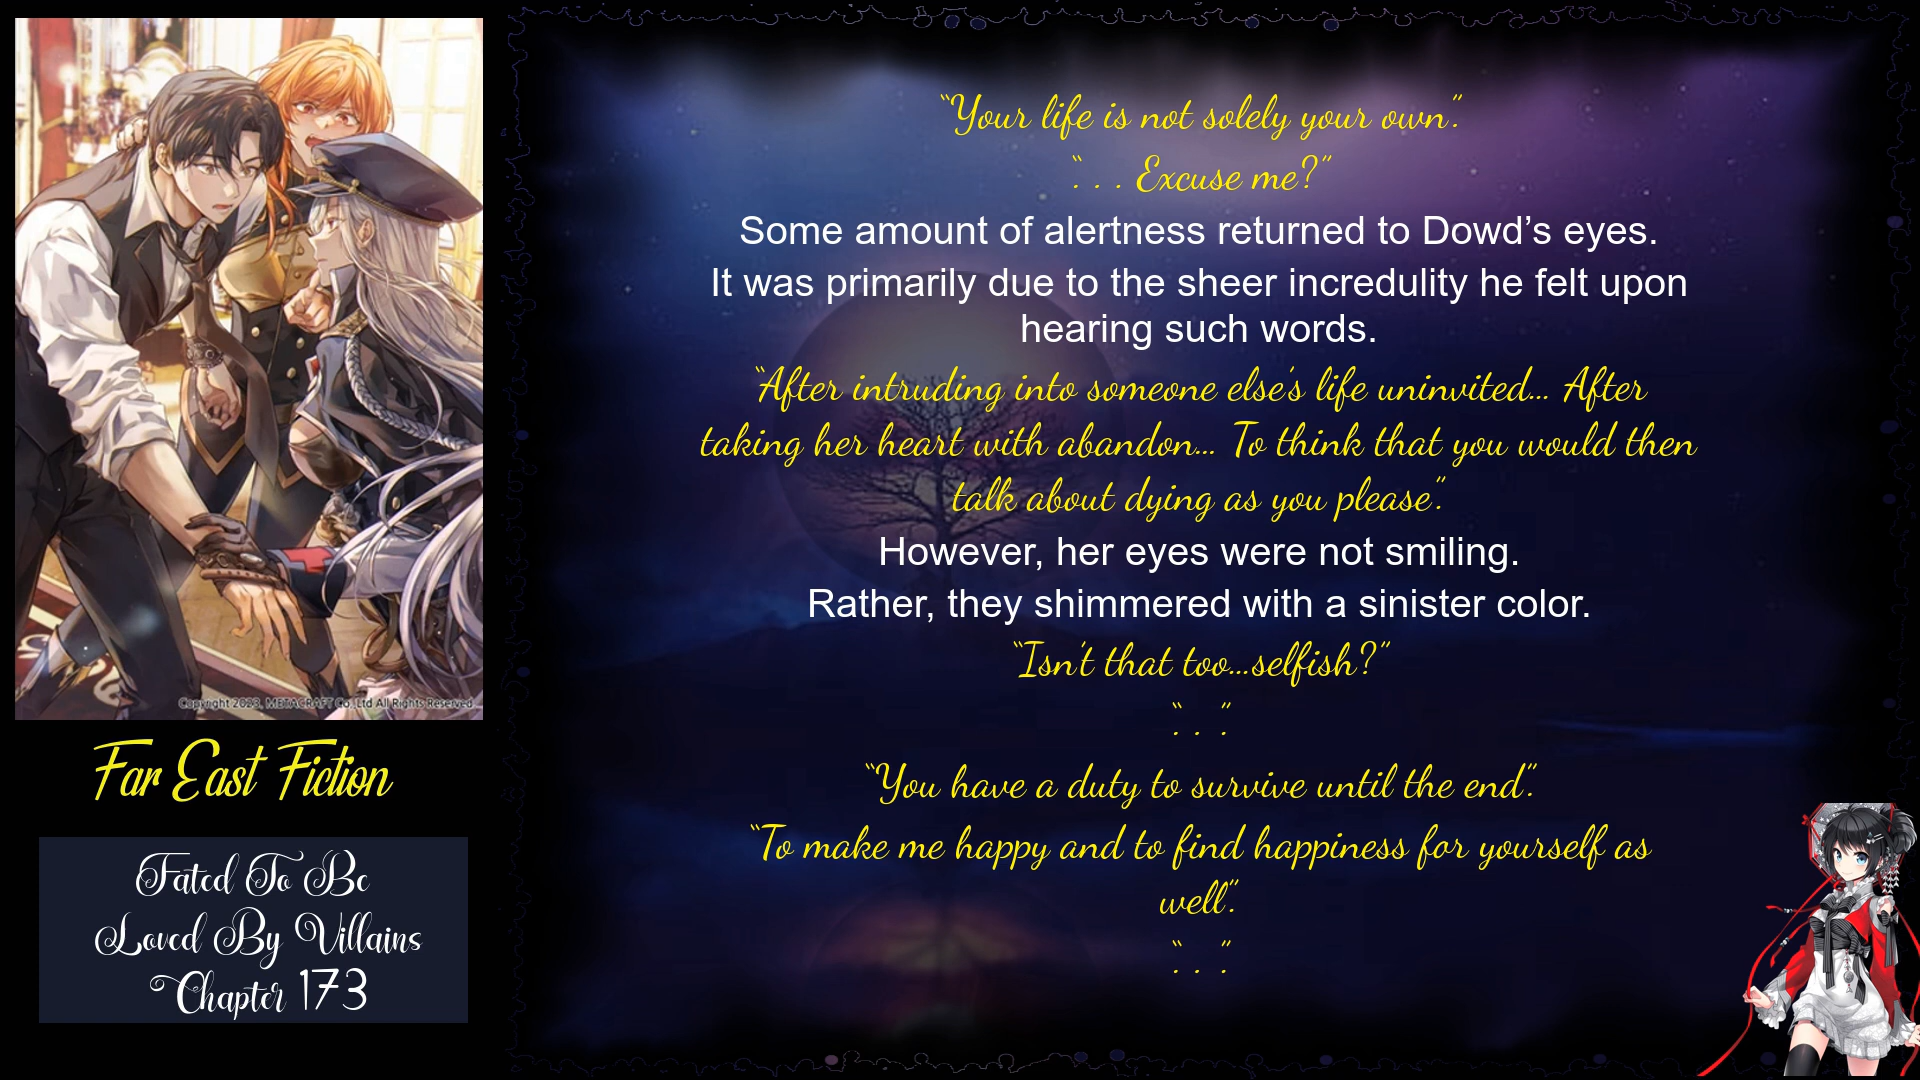 “Your life is not solely your own”.
“. . . Excuse me?”
Some amount of alertness returned to Dowd’s eyes.
It was primarily due to the sheer incredulity he felt upon
hearing such words.
“After intruding into someone else’s life uninvited… After
taking her heart with abandon… To think that you would then
talk about dying as you please”.
However, her eyes were not smiling.
Rather, they shimmered with a sinister color.
“Isn’t that too…selfish?”
“. . .”
“You have a duty to survive until the end”.
“To make me happy and to find happiness for yourself as
well”.
“. . .”
Copyright 2023. METACRAFT Co.,Ltd All Rights Reserved
Far East Fiction
Fated To Be
Loved By Villains
Chapter 173